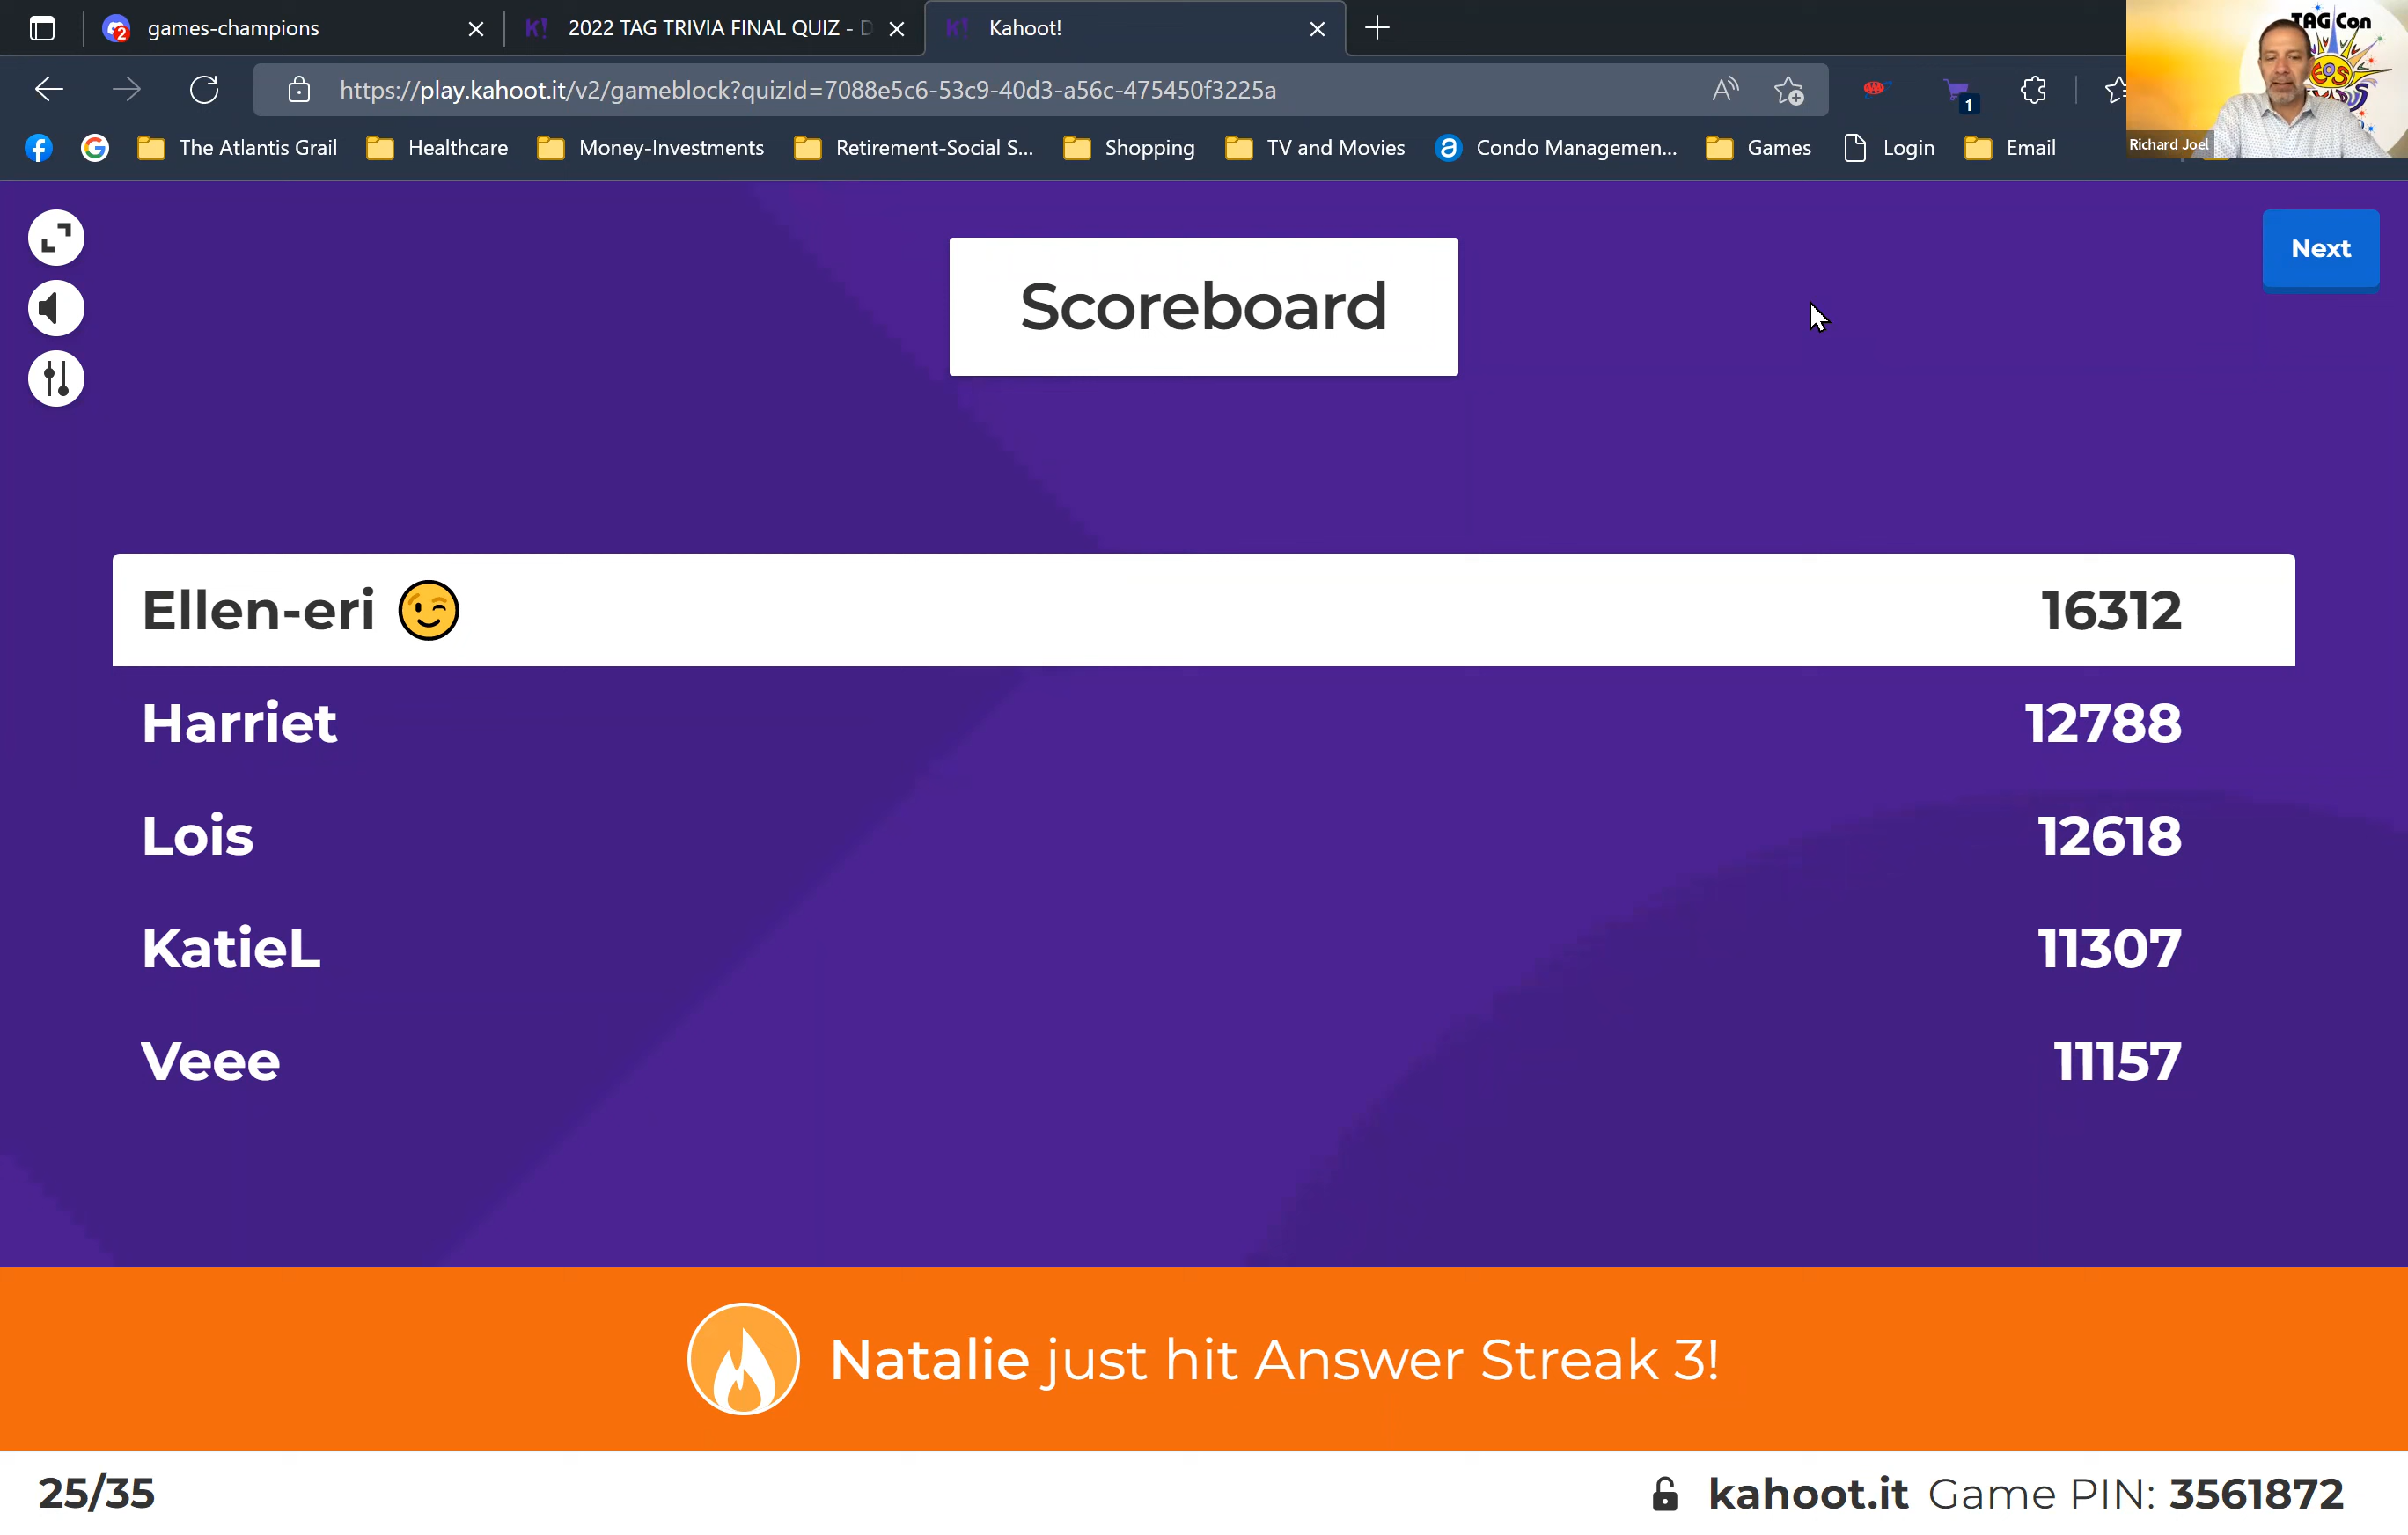 games-champions
2022 TAG TRIVIA FINAL QUIZ - D
Kahoot!
https://play.kahoot.it/v2/gameblock?quizId=7088e5c6-53c9-40d3-a56c-475450f3225a
1
The Atlantis Grail
Healthcare
Money-Investments
Retirement-Social S...
Shopping
TV and Movies
Condo Managemen...
Games
Login
Email
TAG Con
EOS
Richard Joel
Next
Scoreboard
Ellen-eri 😉 16312
Harriet 12788
Lois 12618
KatieL 11307
Veee 11157
Natalie just hit Answer Streak 3!
25/35
kahoot.it Game PIN: 3561872